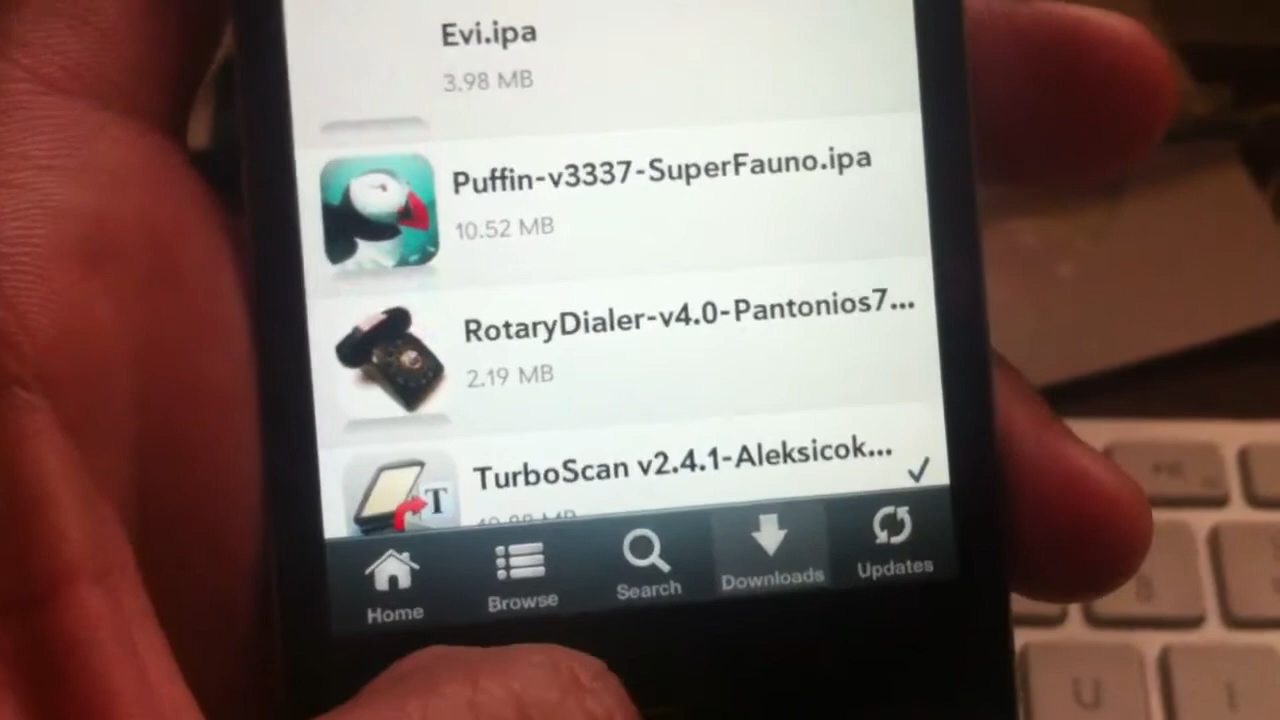 Evi.ipa
3.98 MB
Puffin-v3337-SuperFauno.ipa
10.52 MB
RotaryDialer-v4.0-Pantonios7...
2.19 MB
TurboScan v2.4.1-Aleksicok...
T
MB
Home
Browse
Search
Downloads
Updates
U
I